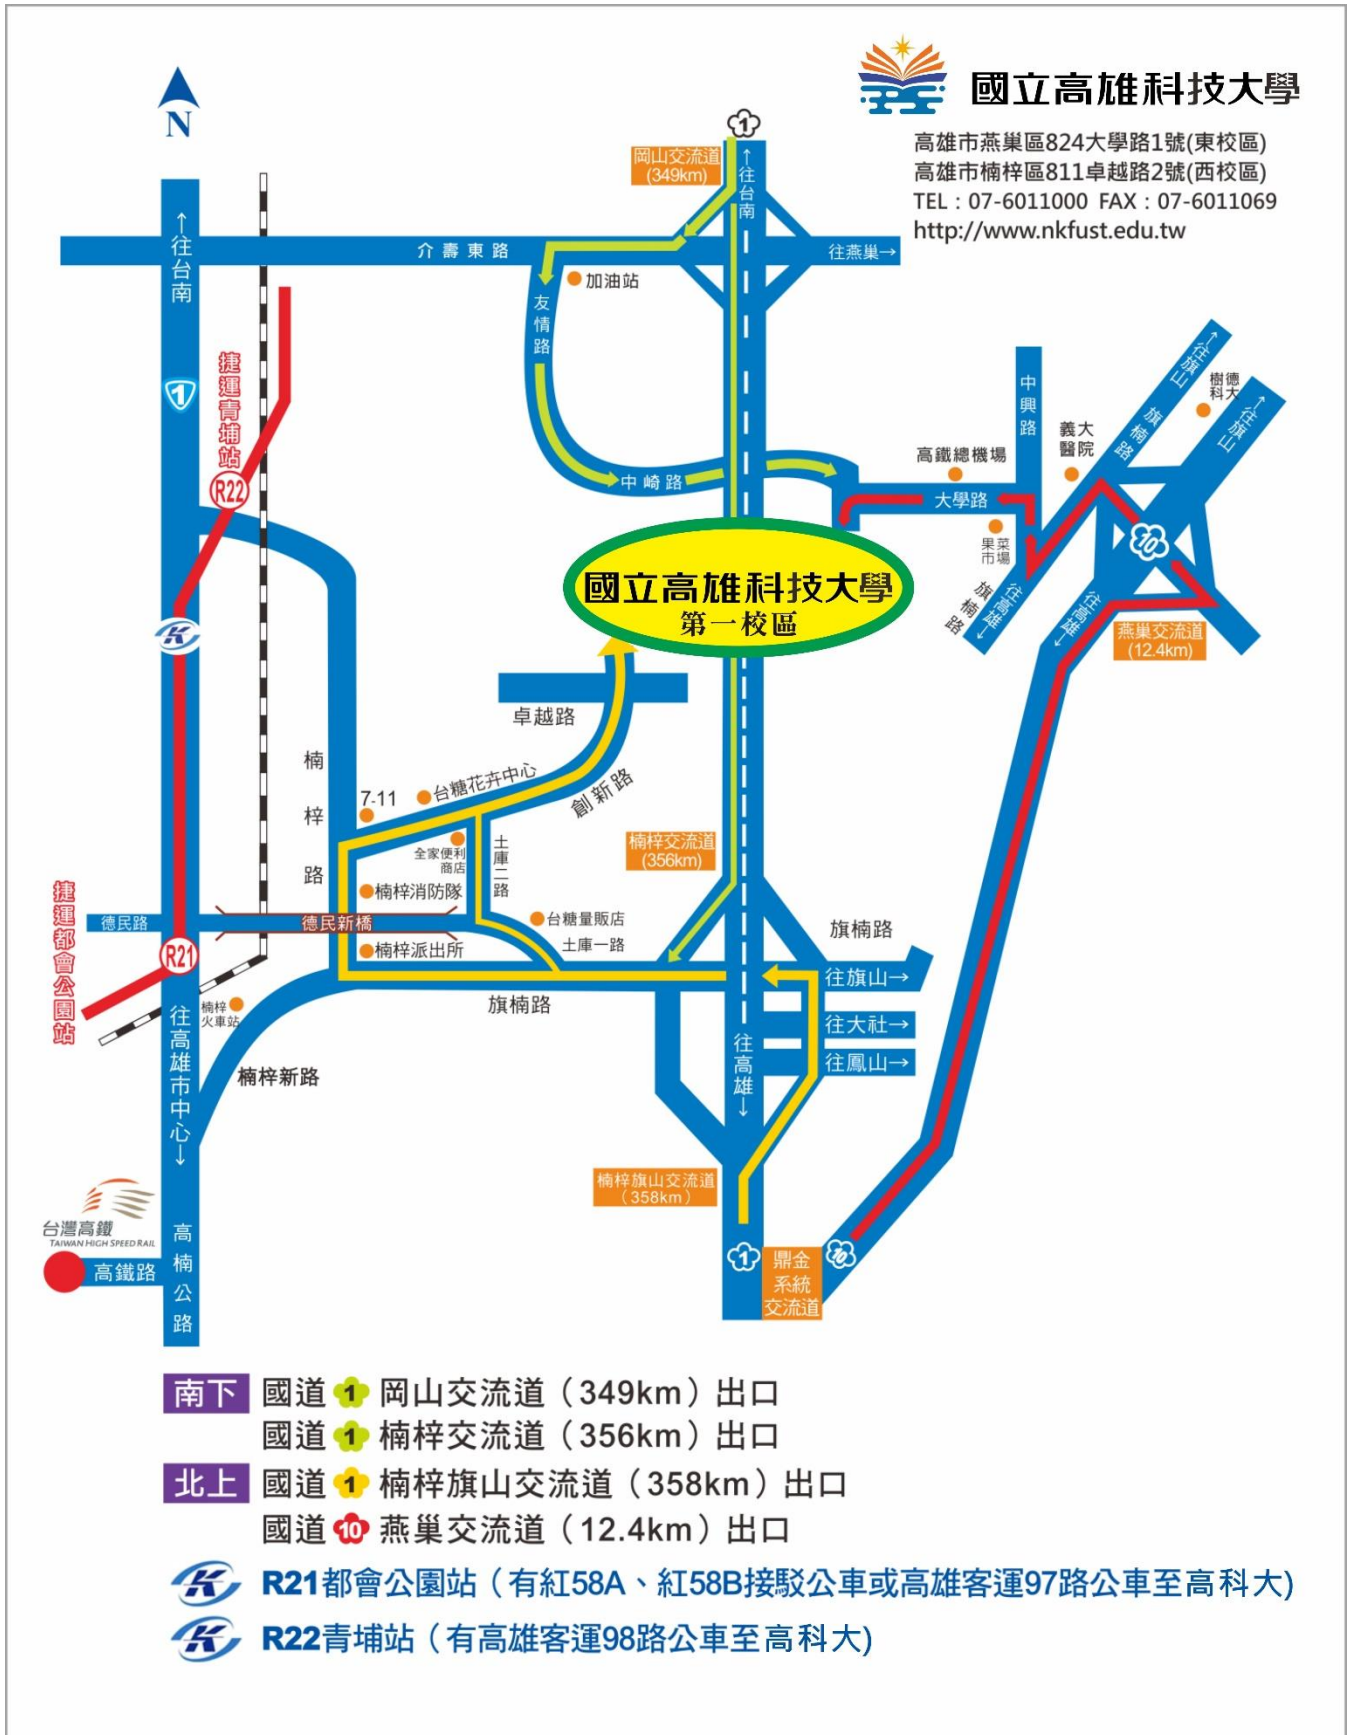 國立高雄科技大學
高雄市燕巢區824大學路1號(東校區)
高雄市楠梓區811卓越路2號(西校區)
TEL：07-6011000 FAX：07-6011069
http://www.nkfust.edu.tw
N
1
岡山交流道
(349km)
←往台南
←往台南
介壽東路
往燕巢→
加油站
友情路
1
捷運青埔站
R22
中崎路
高鐵總機場
大學路
果菜
市場
中興路
義大
醫院
←往旗山
旗楠路
樹德
科大
←往旗山
10
旗楠路
往高雄→
往高雄→
燕巢交流道
(12.4km)
國立高雄科技大學
第一校區
卓越路
楠梓路
7-11
台糖花卉中心
創新路
全家便利
商店
土庫二路
楠梓交流道
(356km)
楠梓消防隊
德民路
德民新橋
台糖量販店
土庫一路
旗楠路
捷運都會公園站
R21
楠梓派出所
往旗山→
旗楠路
楠梓
火車站
往大社→
往鳳山→
往高雄→
往高雄市中心→
楠梓新路
楠梓旗山交流道
（358km）
台灣高鐵
TAIWAN HIGH SPEED RAIL
高鐵路
高楠公路
1
鼎金
系統
交流道
10
南下 國道 1 岡山交流道（349km）出口
國道 1 楠梓交流道（356km）出口
北上 國道 1 楠梓旗山交流道（358km）出口
國道 10 燕巢交流道（12.4km）出口
R21都會公園站（有紅58A、紅58B接駁公車或高雄客運97路公車至高科大)
R22青埔站（有高雄客運98路公車至高科大)